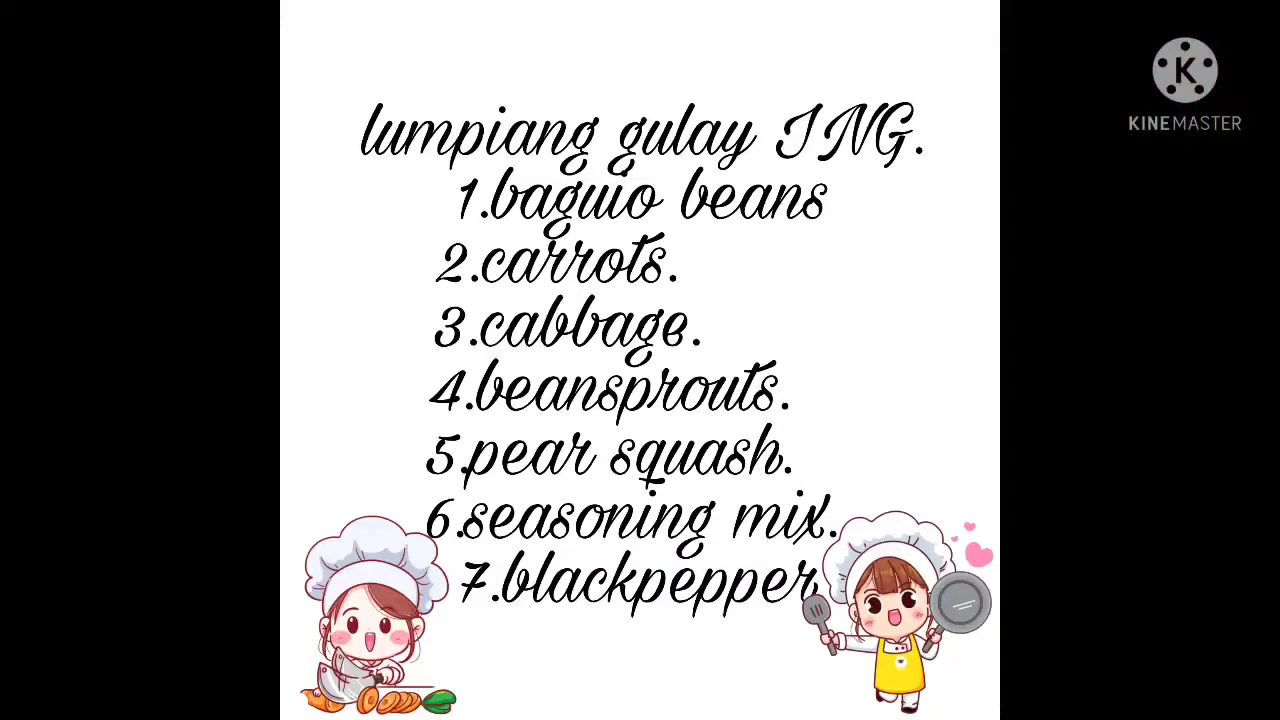 lumpiang gulay ING.
1.baguio beans
2.carrots.
3.cabbage.
4.beansprouts.
5.pear squash.
6.seasoning mix.
7.blackpepper
K
KINEMASTER